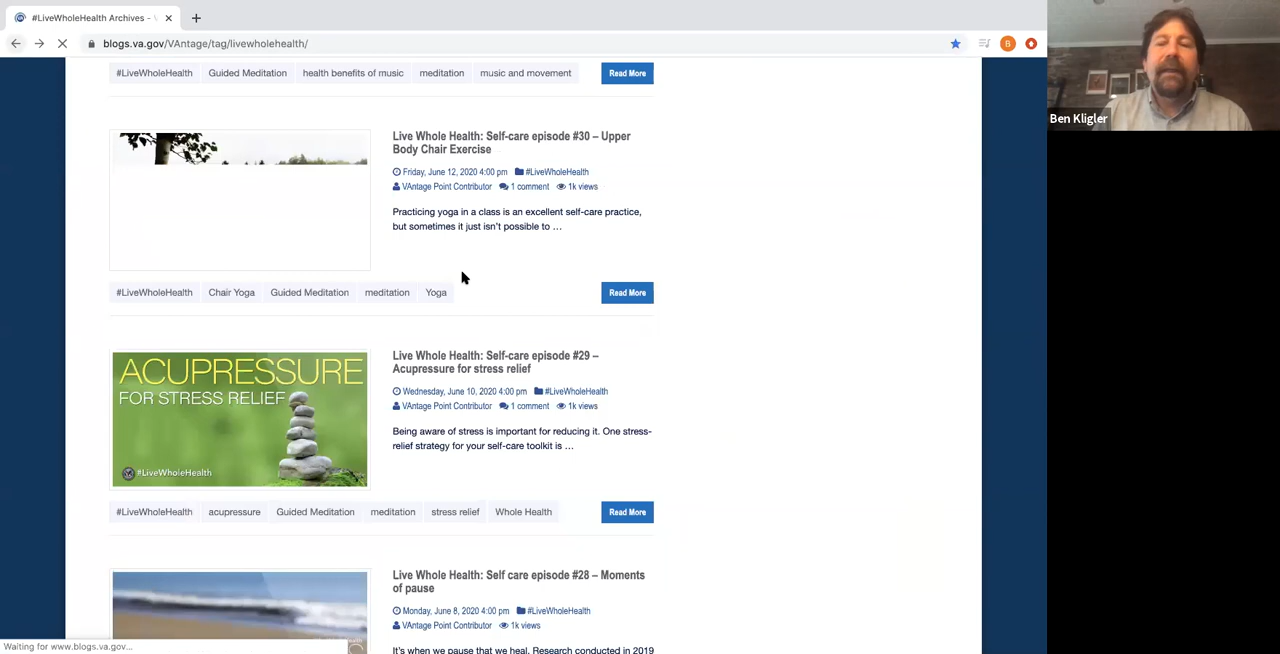 #LiveWholeHealth Archives - V
blogs.va.gov/VAntage/tag/livewholehealth/
B
Ben Kligler
#LiveWholeHealth Guided Meditation health benefits of music meditation music and movement Read More
Live Whole Health: Self-care episode #30 – Upper
Body Chair Exercise
Friday, June 12, 2020 4:00 pm #LiveWholeHealth
VAntage Point Contributor 1 comment 1k views
Practicing yoga in a class is an excellent self-care practice,
but sometimes it just isn't possible to …
#LiveWholeHealth Chair Yoga Guided Meditation meditation Yoga Read More
ACUPRESSURE
FOR STRESS RELIEF
#LiveWholeHealth
Live Whole Health: Self-care episode #29 –
Acupressure for stress relief
Wednesday, June 10, 2020 4:00 pm #LiveWholeHealth
VAntage Point Contributor 1 comment 1k views
Being aware of stress is important for reducing it. One stress-
relief strategy for your self-care toolkit is …
#LiveWholeHealth acupressure Guided Meditation meditation stress relief Whole Health Read More
Live Whole Health: Self care episode #28 – Moments
of pause
Monday, June 8, 2020 4:00 pm #LiveWholeHealth
VAntage Point Contributor 1k views
It's when we pause that we heal. Research conducted in 2019
Waiting for www.blogs.va.gov...